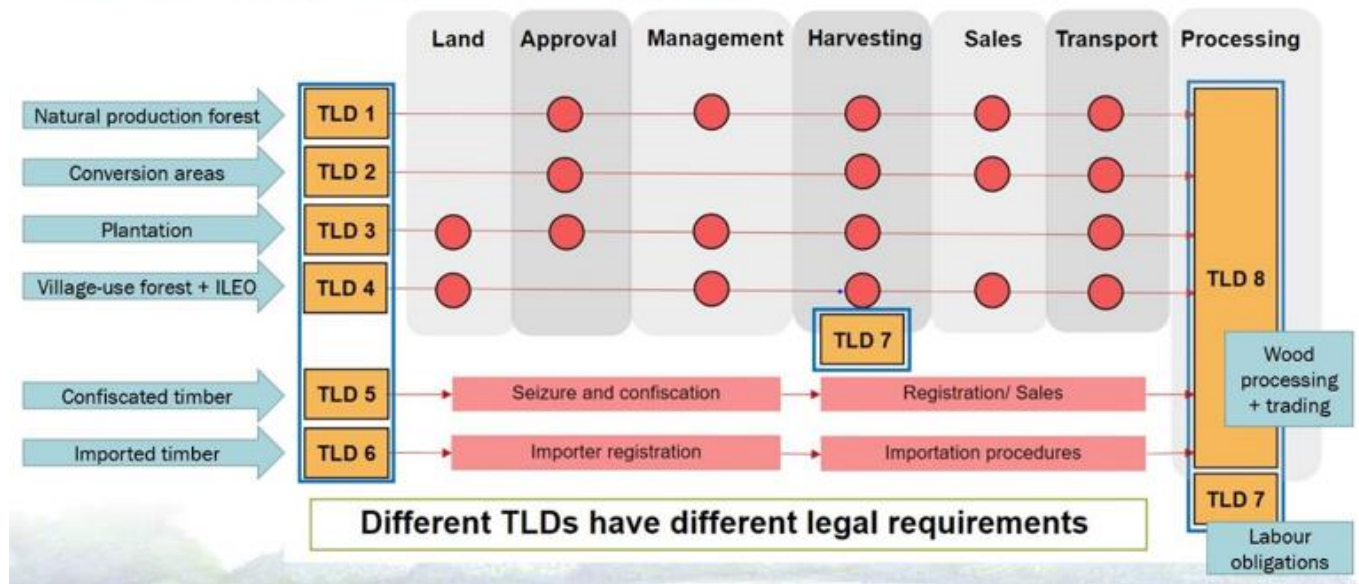 Land Approval Management Harvesting Sales Transport Processing
Natural production forest
TLD 1
Conversion areas
TLD 2
Plantation
TLD 3
Village-use forest + ILEO
TLD 4
TLD 8
TLD 7
Wood
processing
+ trading
Confiscated timber
TLD 5
Seizure and confiscation
Registration/ Sales
Imported timber
TLD 6
Importer registration
Importation procedures
TLD 7
Labour
obligations
Different TLDs have different legal requirements